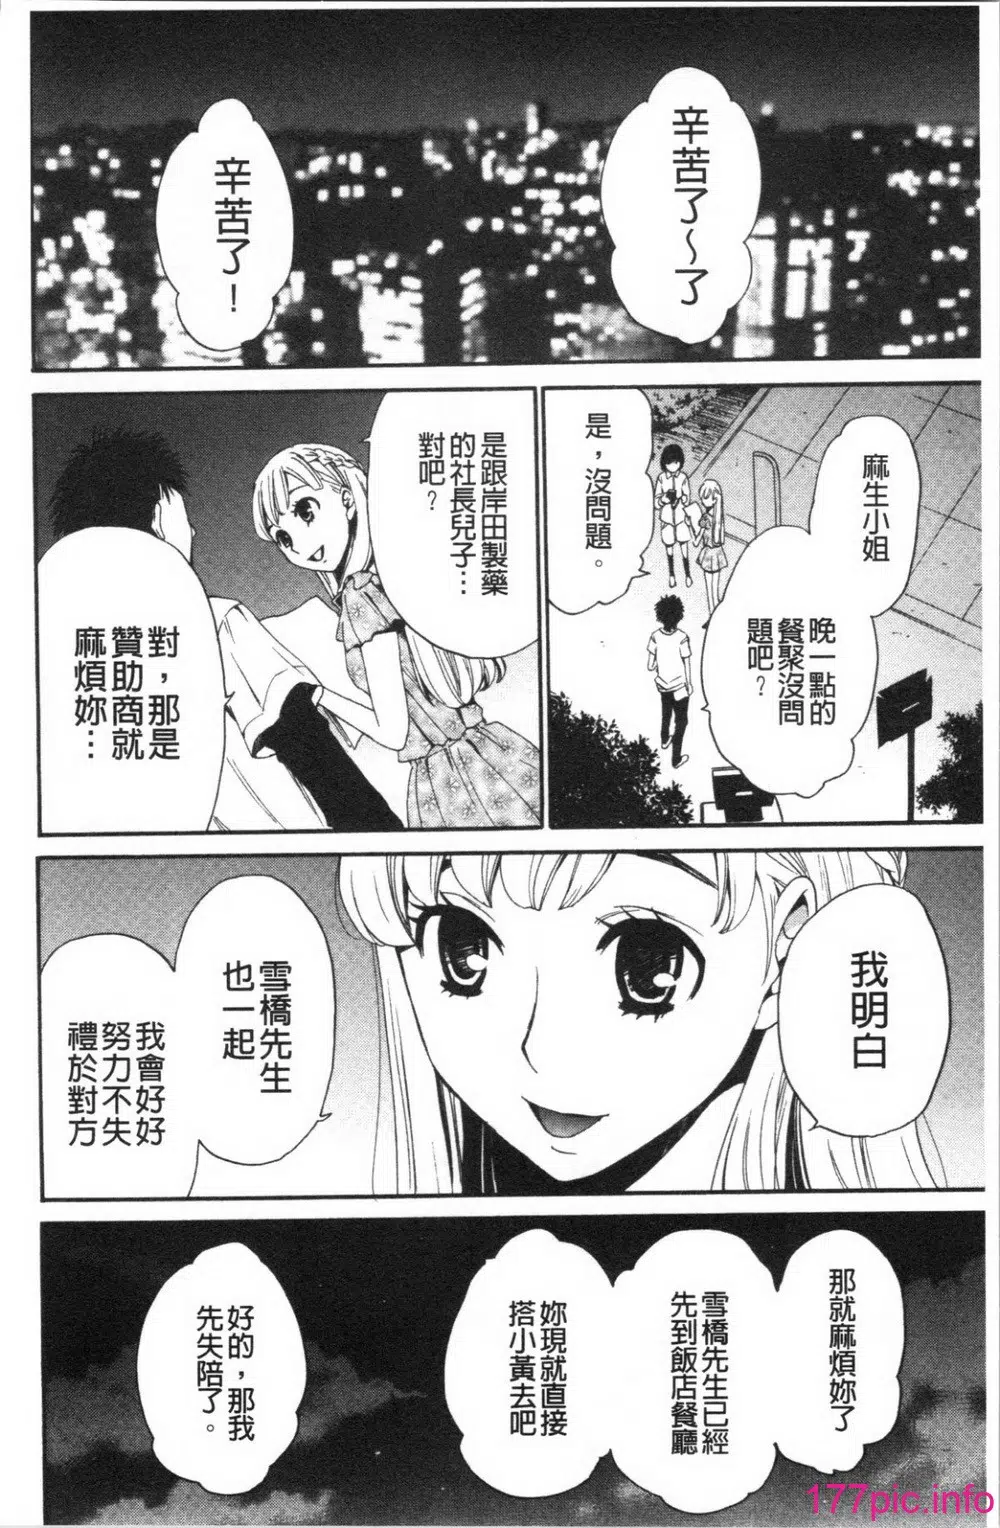 辛苦了～了
辛苦了！
麻生小姐
晚一點的
餐聚沒問
題吧？
是，沒問題。
是跟岸田製藥
的社長兒子…
對吧？
對，那是
贊助商就
麻煩妳…
我明白
雪橋先生
也一起
我會好好
努力不失
禮於對方
那就麻煩妳了
雪橋先生已經
先到飯店餐廳
妳現就直接
搭小黃去吧
好的，那我
先失陪了。
177pic.info